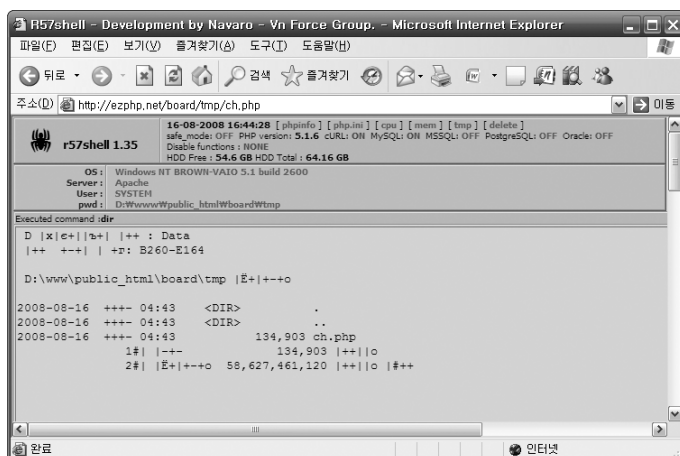 R57shell - Development by Navaro - Vn Force Group. - Microsoft Internet Explorer
파일(F) 편집(E) 보기(V) 즐겨찾기(A) 도구(T) 도움말(H)
뒤로 검색 즐겨찾기
주소(D) http://ezphp.net/board/tmp/ch.php 이동
r57shell 1.35
16-08-2008 16:44:28 [ phpinfo ] [ php.ini ] [ cpu ] [ mem ] [ tmp ] [ delete ]
safe_mode: OFF PHP version: 5.1.6 cURL: ON MySQL: ON MSSQL: OFF PostgreSQL: OFF Oracle: OFF
Disable functions : NONE
HDD Free : 54.6 GB HDD Total : 64.16 GB
OS : Windows NT BROWN-VAIO 5.1 build 2600
Server : Apache
User : SYSTEM
pwd : D:₩www₩public_html₩board₩tmp
Executed command :dir
D |x|є+||ъ+| |++ : Data
|++ +-+| | +r: B260-E164
D:\www\public_html\board\tmp |Ë+|+-+o
2008-08-16 +++- 04:43 <DIR> .
2008-08-16 +++- 04:43 <DIR> ..
2008-08-16 +++- 04:43 134,903 ch.php
1#| |-+- 134,903 |++||o
2#| |Ë+|+-+o 58,627,461,120 |++||o |#++
완료 인터넷